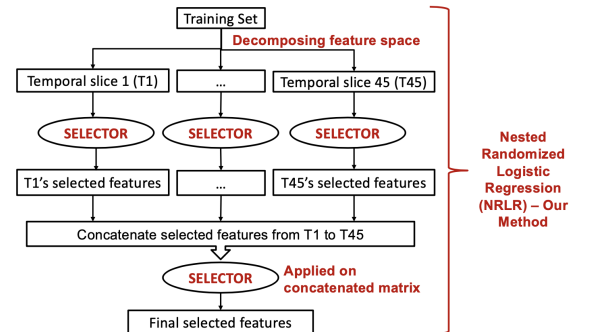 Training Set
Decomposing feature space
Temporal slice 1 (T1)
...
Temporal slice 45 (T45)
SELECTOR
SELECTOR
SELECTOR
T1's selected features
...
T45's selected features
Concatenate selected features from T1 to T45
SELECTOR
Applied on
concatenated matrix
Final selected features
Nested
Randomized
Logistic
Regression
(NRLR) – Our
Method